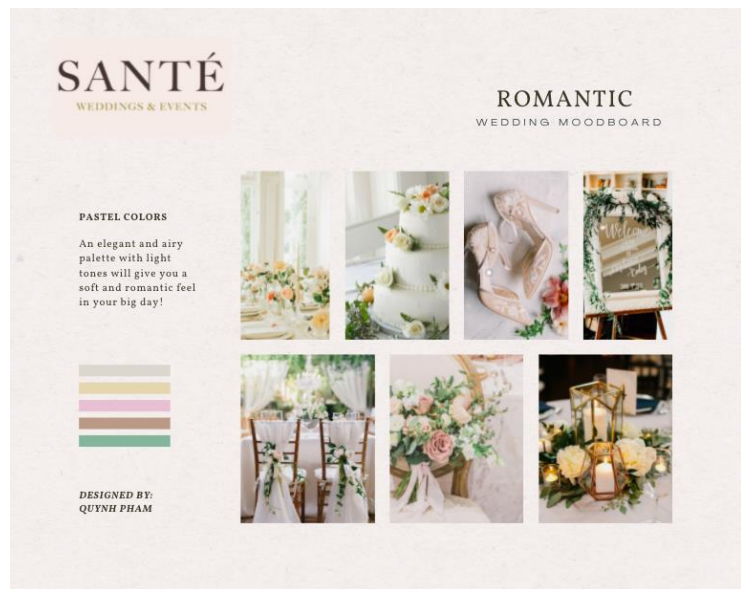 SANTÉ
WEDDINGS & EVENTS
ROMANTIC
WEDDING MOODBOARD
PASTEL COLORS
An elegant and airy
palette with light
tones will give you a
soft and romantic feel
in your big day!
Welcome
DESIGNED BY:
QUYNH PHAM